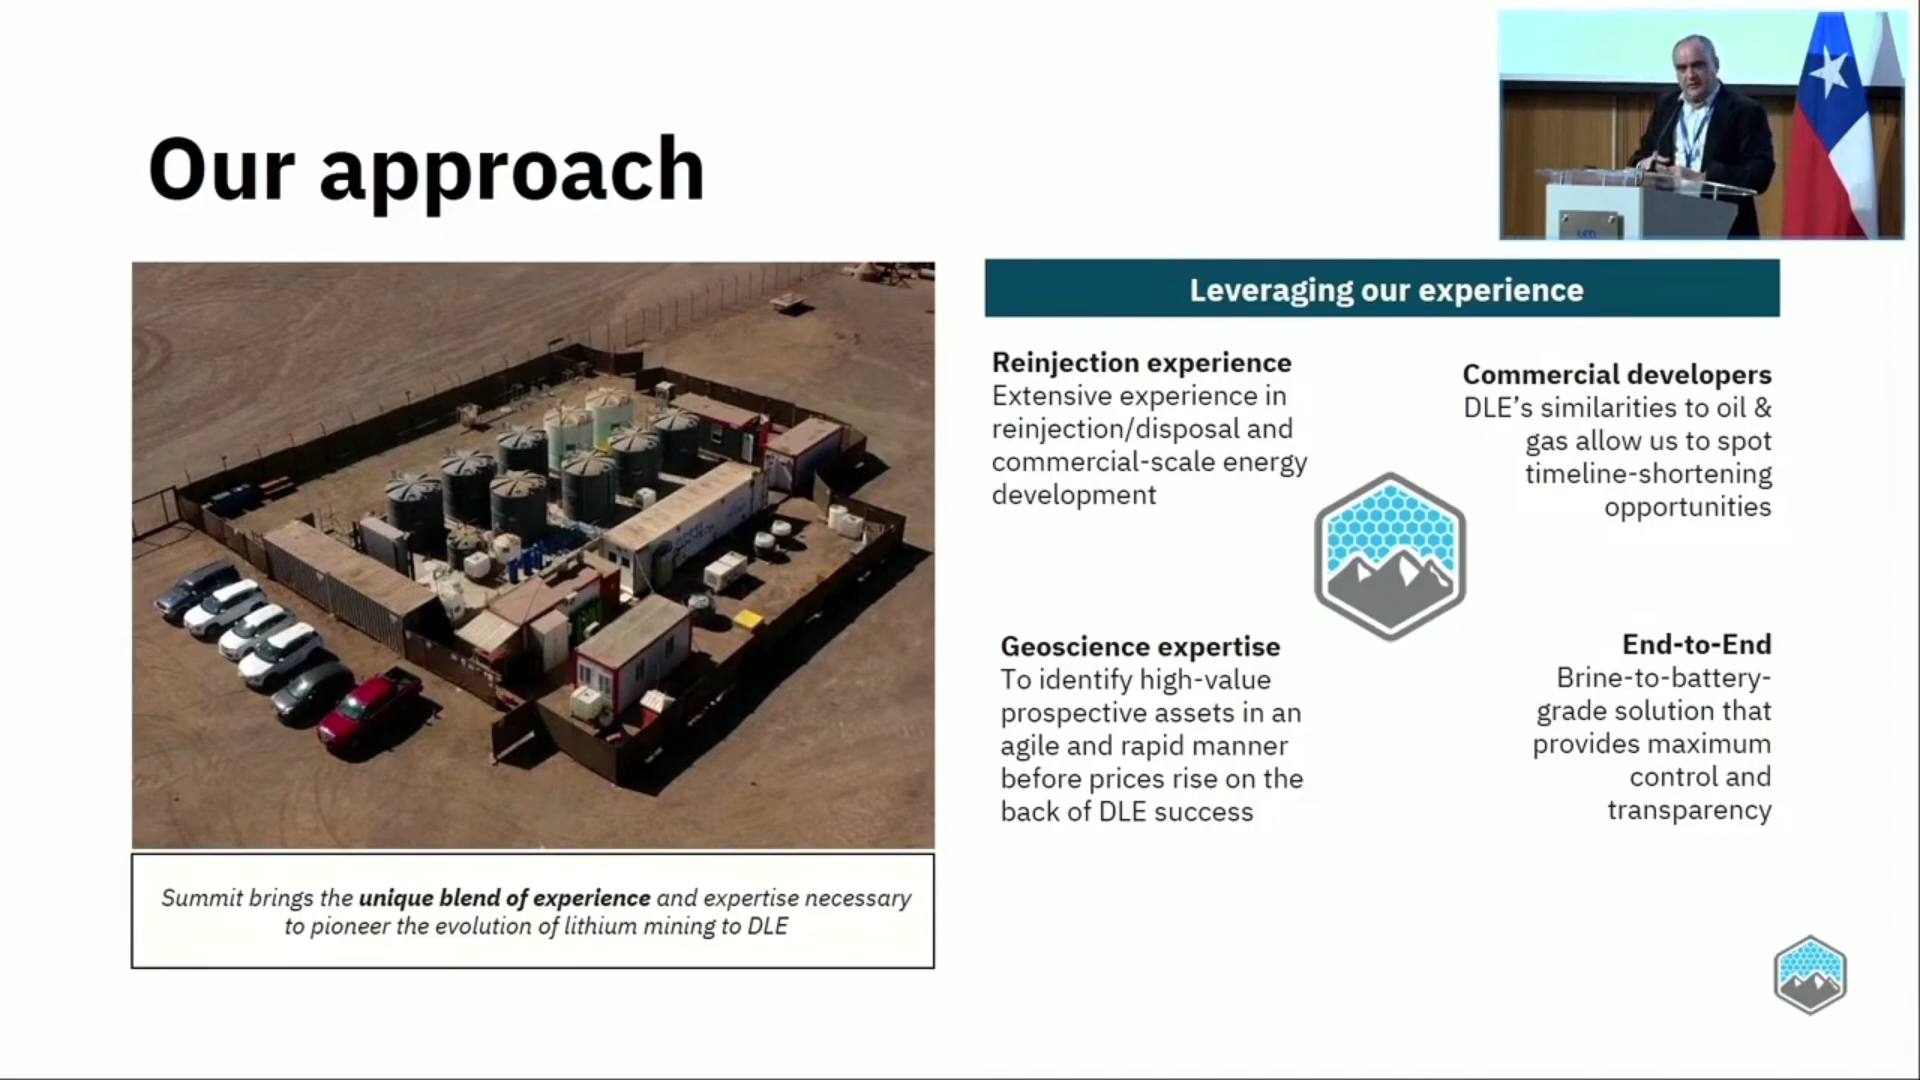 Our approach
Leveraging our experience
Reinjection experience
Extensive experience in
reinjection/disposal and
commercial-scale energy
development
Commercial developers
DLE’s similarities to oil &
gas allow us to spot
timeline-shortening
opportunities
Geoscience expertise
To identify high-value
prospective assets in an
agile and rapid manner
before prices rise on the
back of DLE success
End-to-End
Brine-to-battery-
grade solution that
provides maximum
control and
transparency
Summit brings the unique blend of experience and expertise necessary
to pioneer the evolution of lithium mining to DLE